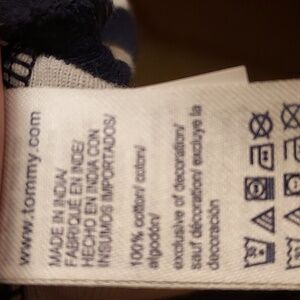 www.tommy.com
MADE IN INDIA/
FABRIQUÉ EN INDE/
HECHO EN INDIA CON
INSUMOS IMPORTADOS/
100% cotton/ coton/
algodón/
exclusive of decoration/
sauf décoration/ excluye la
decoración